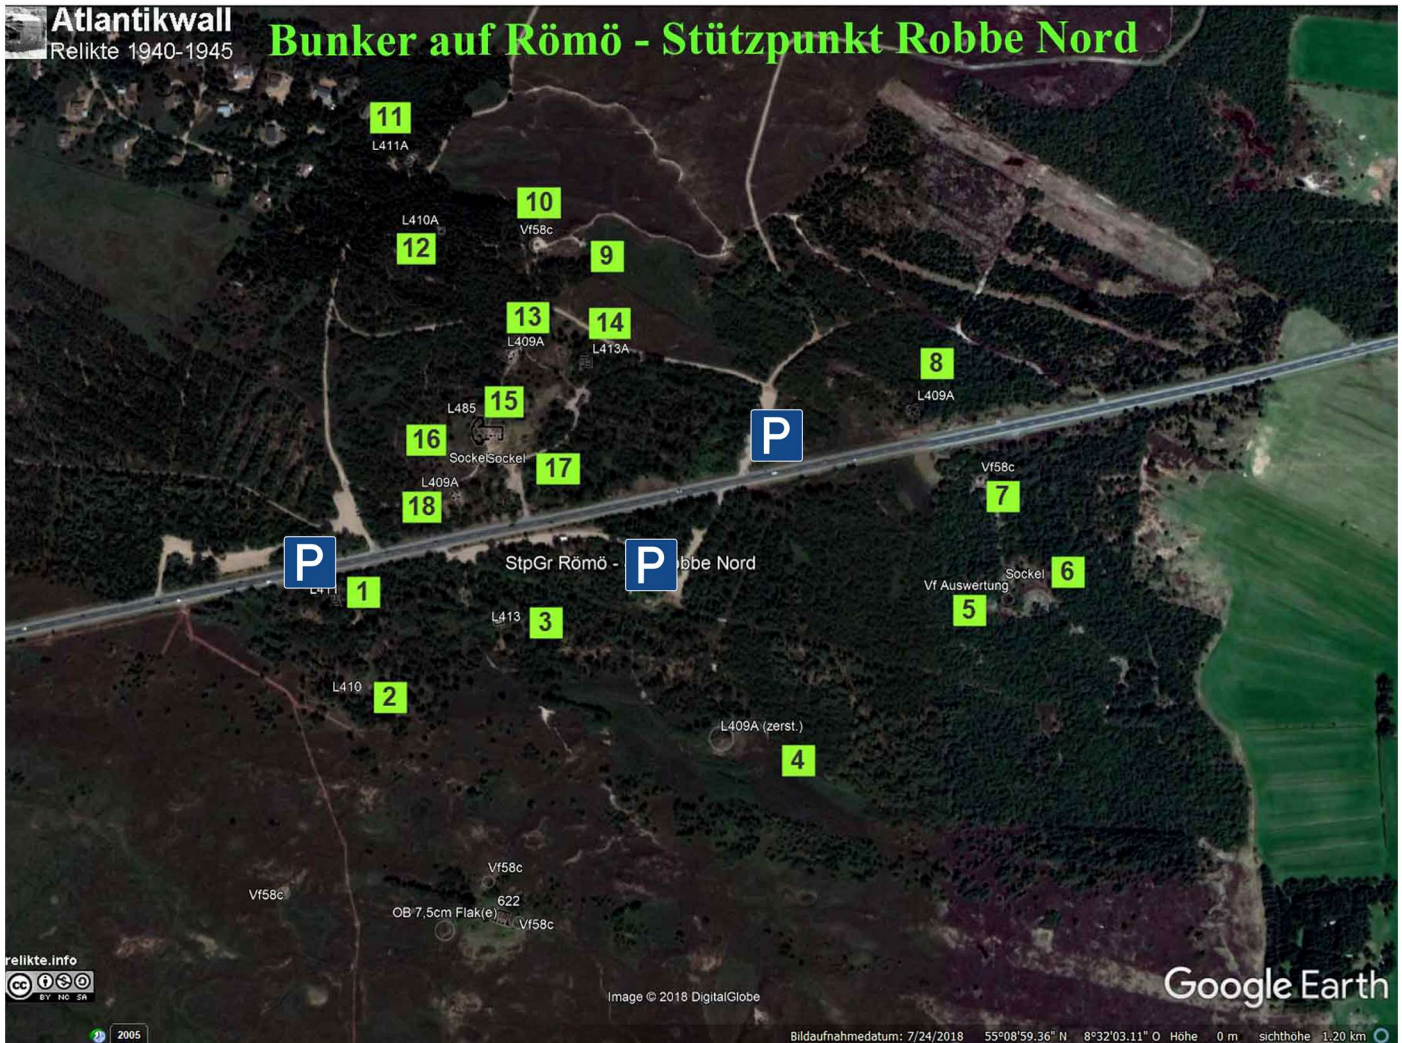 Atlantikwall
Relikte 1940-1945
Bunker auf Römö - Stützpunkt Robbe Nord
11
L411A
10
L410A
Vf58c
12
9
13
14
L409A
L413A
8
L409A
15
L485
P
16
Sockel
Sockel
17
Vf58c
L409A
7
18
P
StpGr Römö -
P
bbe Nord
6
Sockel
1
Vf Auswertung
5
L413
3
L410
2
L409A (zerst.)
4
Vf58c
Vf58c
622
OB 7,5cm Flak(e)
Vf58c
relikte.info
cc
BY NC SA
Google Earth
Image © 2018 DigitalGlobe
2005
Bildaufnahmedatum: 7/24/2018 55°08'59.36" N 8°32'03.11" O Höhe 0 m sichthöhe 1.20 km